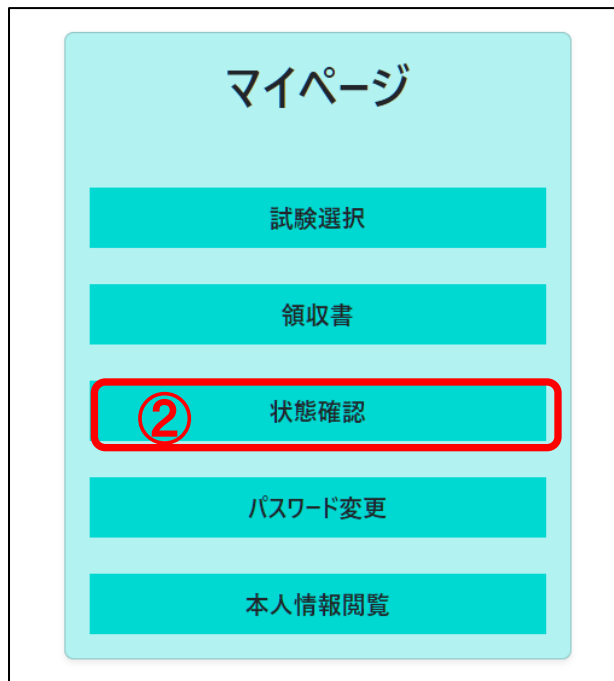 マイページ
試験選択
領収書
② 状態確認
パスワード変更
本人情報閲覧